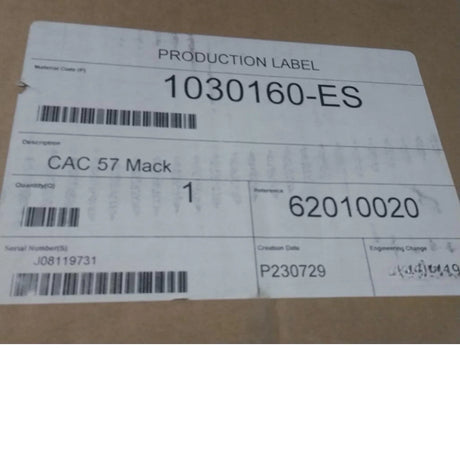 PRODUCTION LABEL
Material Code (P)
1030160-ES
Description
CAC 57 Mack
Quantity(Q)
1
Reference
62010020
Serial Number(S)
J08119731
Creation Date
P230729
Engineering Change